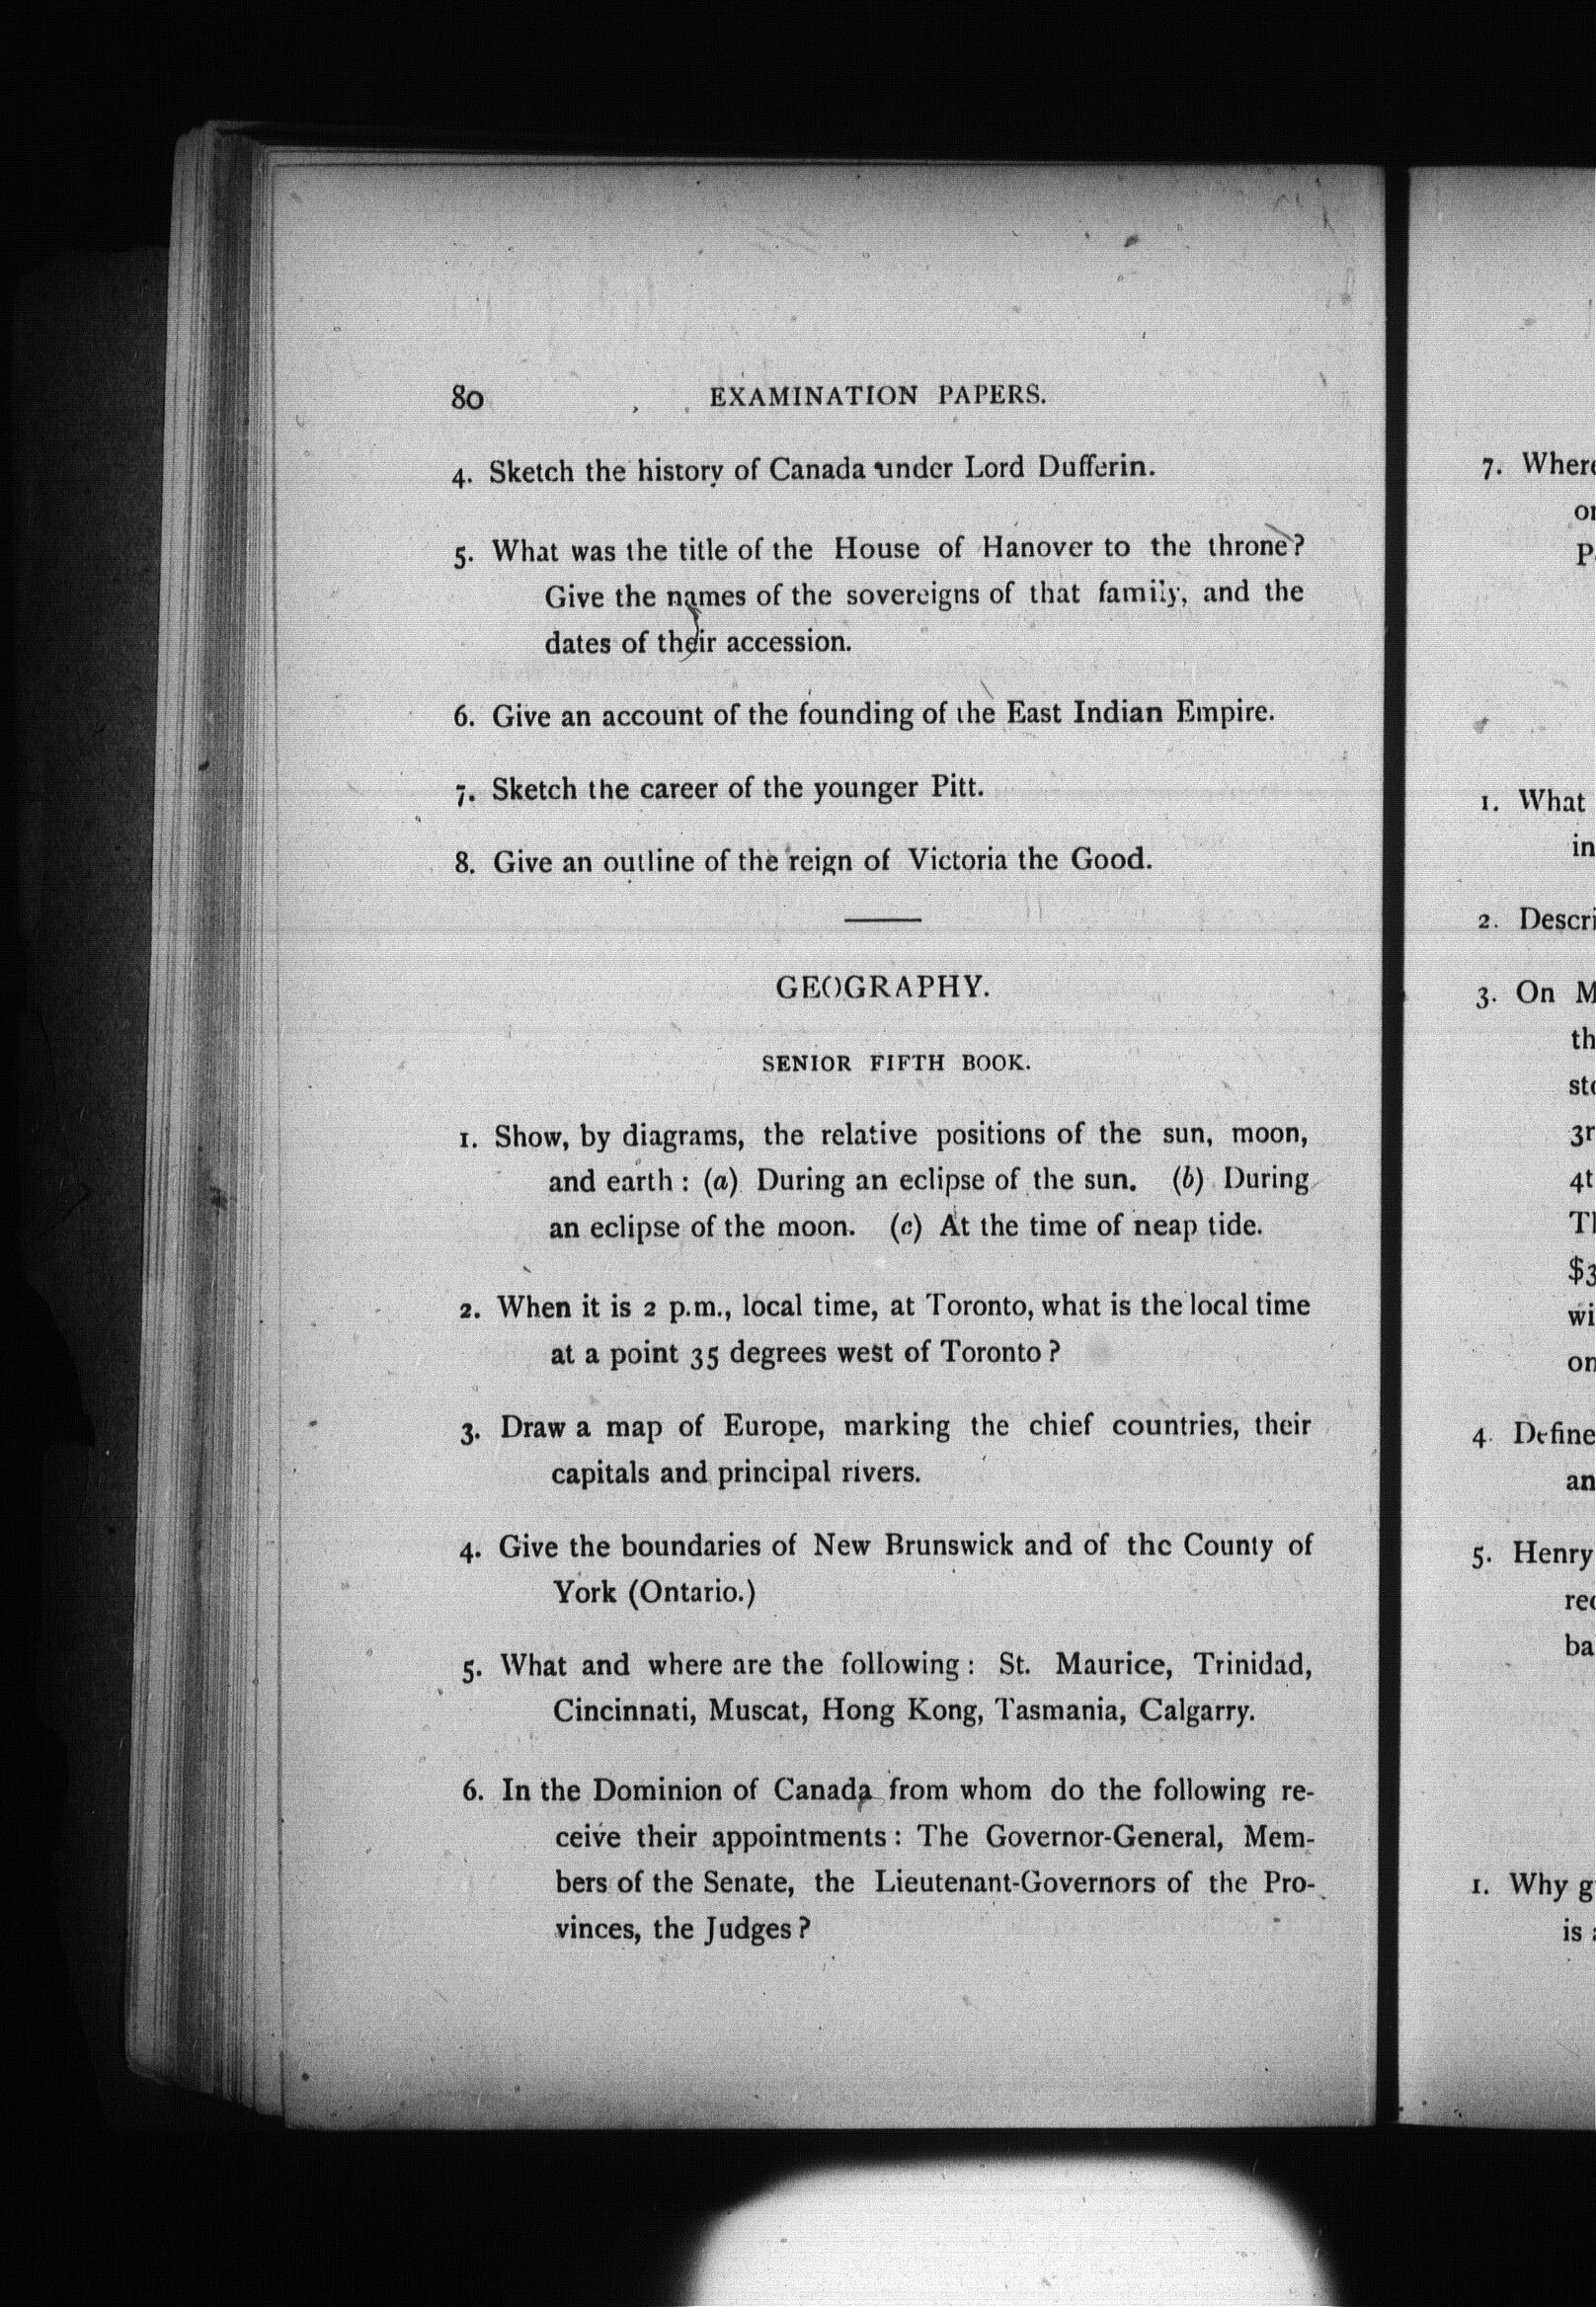 80 EXAMINATION PAPERS.
4. Sketch the history of Canada under Lord Dufferin.
5. What was the title of the House of Hanover to the throne?
Give the names of the sovereigns of that family, and the
dates of their accession.
6. Give an account of the founding of the East Indian Empire.
7. Sketch the career of the younger Pitt.
8. Give an outline of the reign of Victoria the Good.
GEOGRAPHY.
SENIOR FIFTH BOOK.
1. Show, by diagrams, the relative positions of the sun, moon,
and earth: (a) During an eclipse of the sun. (b) During
an eclipse of the moon. (c) At the time of neap tide.
2. When it is 2 p.m., local time, at Toronto, what is the local time
at a point 35 degrees west of Toronto?
3. Draw a map of Europe, marking the chief countries, their
capitals and principal rivers.
4. Give the boundaries of New Brunswick and of the County of
York (Ontario.)
5. What and where are the following: St. Maurice, Trinidad,
Cincinnati, Muscat, Hong Kong, Tasmania, Calgarry.
6. In the Dominion of Canada from whom do the following re-
ceive their appointments: The Governor-General, Mem-
bers of the Senate, the Lieutenant-Governors of the Pro-
vinces, the Judges?
7. Where
1. What
in
2.
3. On
4. Define
5. Henry
1. Why
is